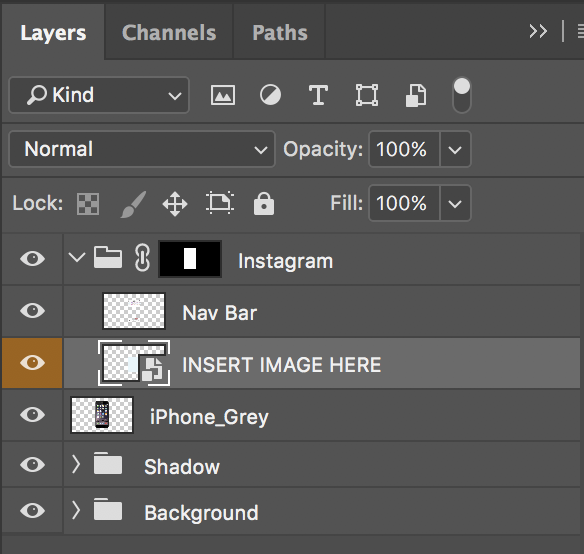 Layers Channels Paths
Kind
Normal Opacity: 100%
Lock: Fill: 100%
Instagram
Nav Bar
INSERT IMAGE HERE
iPhone_Grey
Shadow
Background